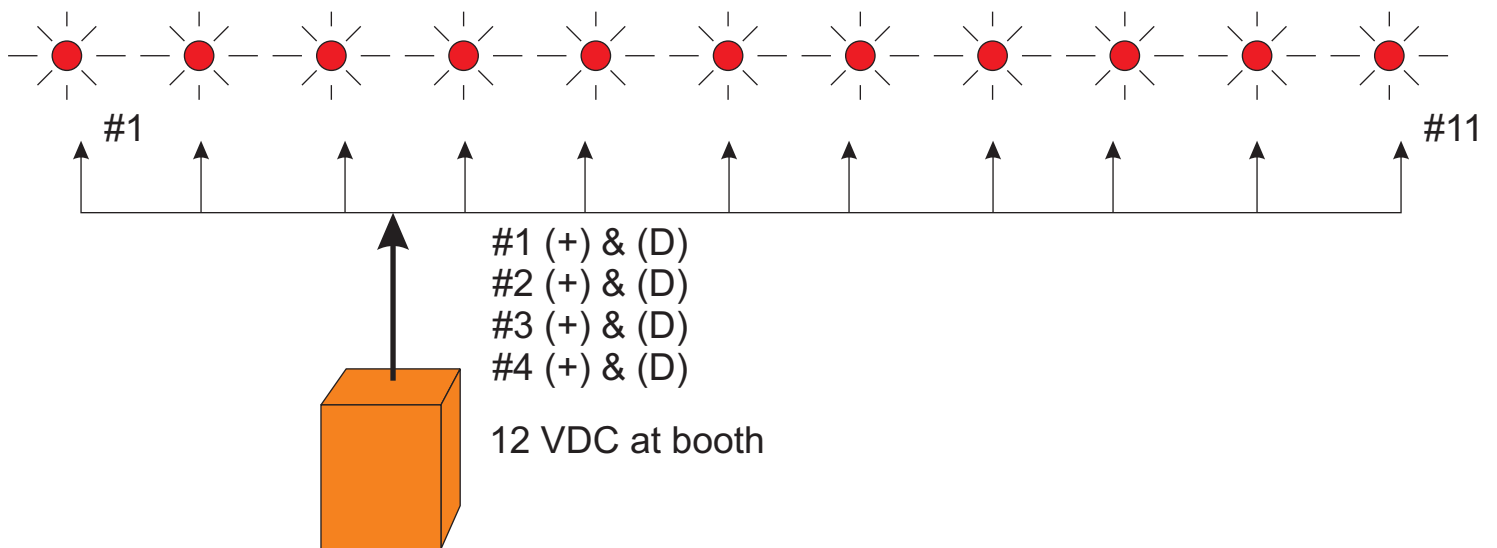 #1
#11
#1 (+) & (D)
#2 (+) & (D)
#3 (+) & (D)
#4 (+) & (D)
12 VDC at booth